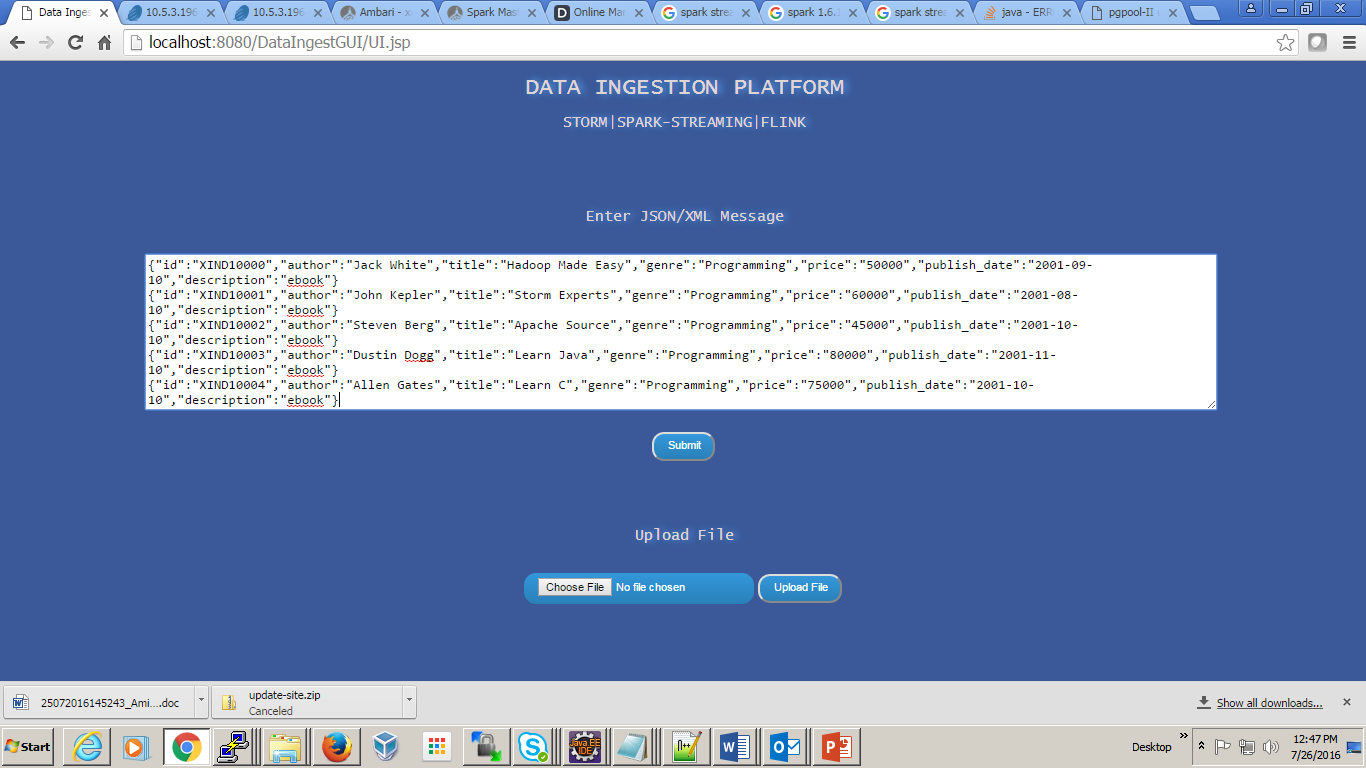 Data Inges
10.5.3.196
10.5.3.196
Ambari - x
Spark Mas
Online Ma
spark strea
spark 1.6.
spark strea
java - ERR
pgpool-II
localhost:8080/DataIngestGUI/UI.jsp
DATA INGESTION PLATFORM
STORM|SPARK-STREAMING|FLINK
Enter JSON/XML Message
{"id":"XIND10000","author":"Jack White","title":"Hadoop Made Easy","genre":"Programming","price":"50000","publish_date":"2001-09-
10","description":"ebook"}
{"id":"XIND10001","author":"John Kepler","title":"Storm Experts","genre":"Programming","price":"60000","publish_date":"2001-08-
10","description":"ebook"}
{"id":"XIND10002","author":"Steven Berg","title":"Apache Source","genre":"Programming","price":"45000","publish_date":"2001-10-
10","description":"ebook"}
{"id":"XIND10003","author":"Dustin Dogg","title":"Learn Java","genre":"Programming","price":"80000","publish_date":"2001-11-
10","description":"ebook"}
{"id":"XIND10004","author":"Allen Gates","title":"Learn C","genre":"Programming","price":"75000","publish_date":"2001-10-
10","description":"ebook"}
Submit
Upload File
Choose File No file chosen Upload File
25072016145243_Ami....doc
update-site.zip
Canceled
Show all downloads...
Start
Java EE
IDE
Desktop
12:47 PM
7/26/2016